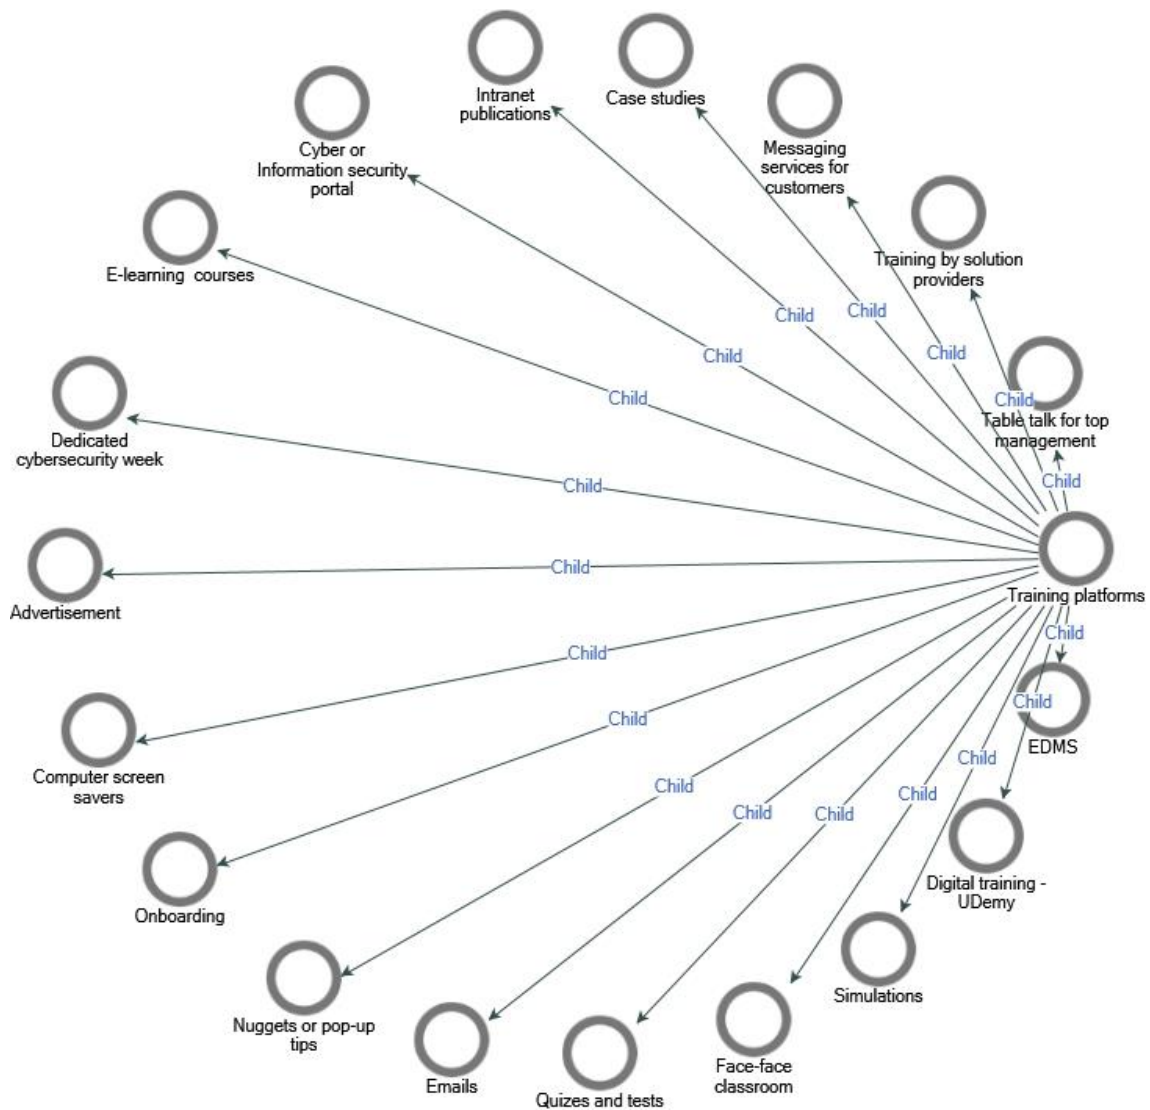 Intranet
publications
Case studies
Messaging
services for
customers
Cyber or
Information security
portal
Training by solution
providers
E-learning courses
Child
Child
Child
Child
Child
Child
Child
Table talk for top
management
Dedicated
cybersecurity week
Child
Child
Child
Training platforms
Advertisement
Child
Child
Child
EDMS
Child
Computer screen
savers
Child
Child
Child
Child
Child
Digital training -
UDemy
Onboarding
Simulations
Nuggets or pop-up
tips
Emails
Face-face
classroom
Quizes and tests